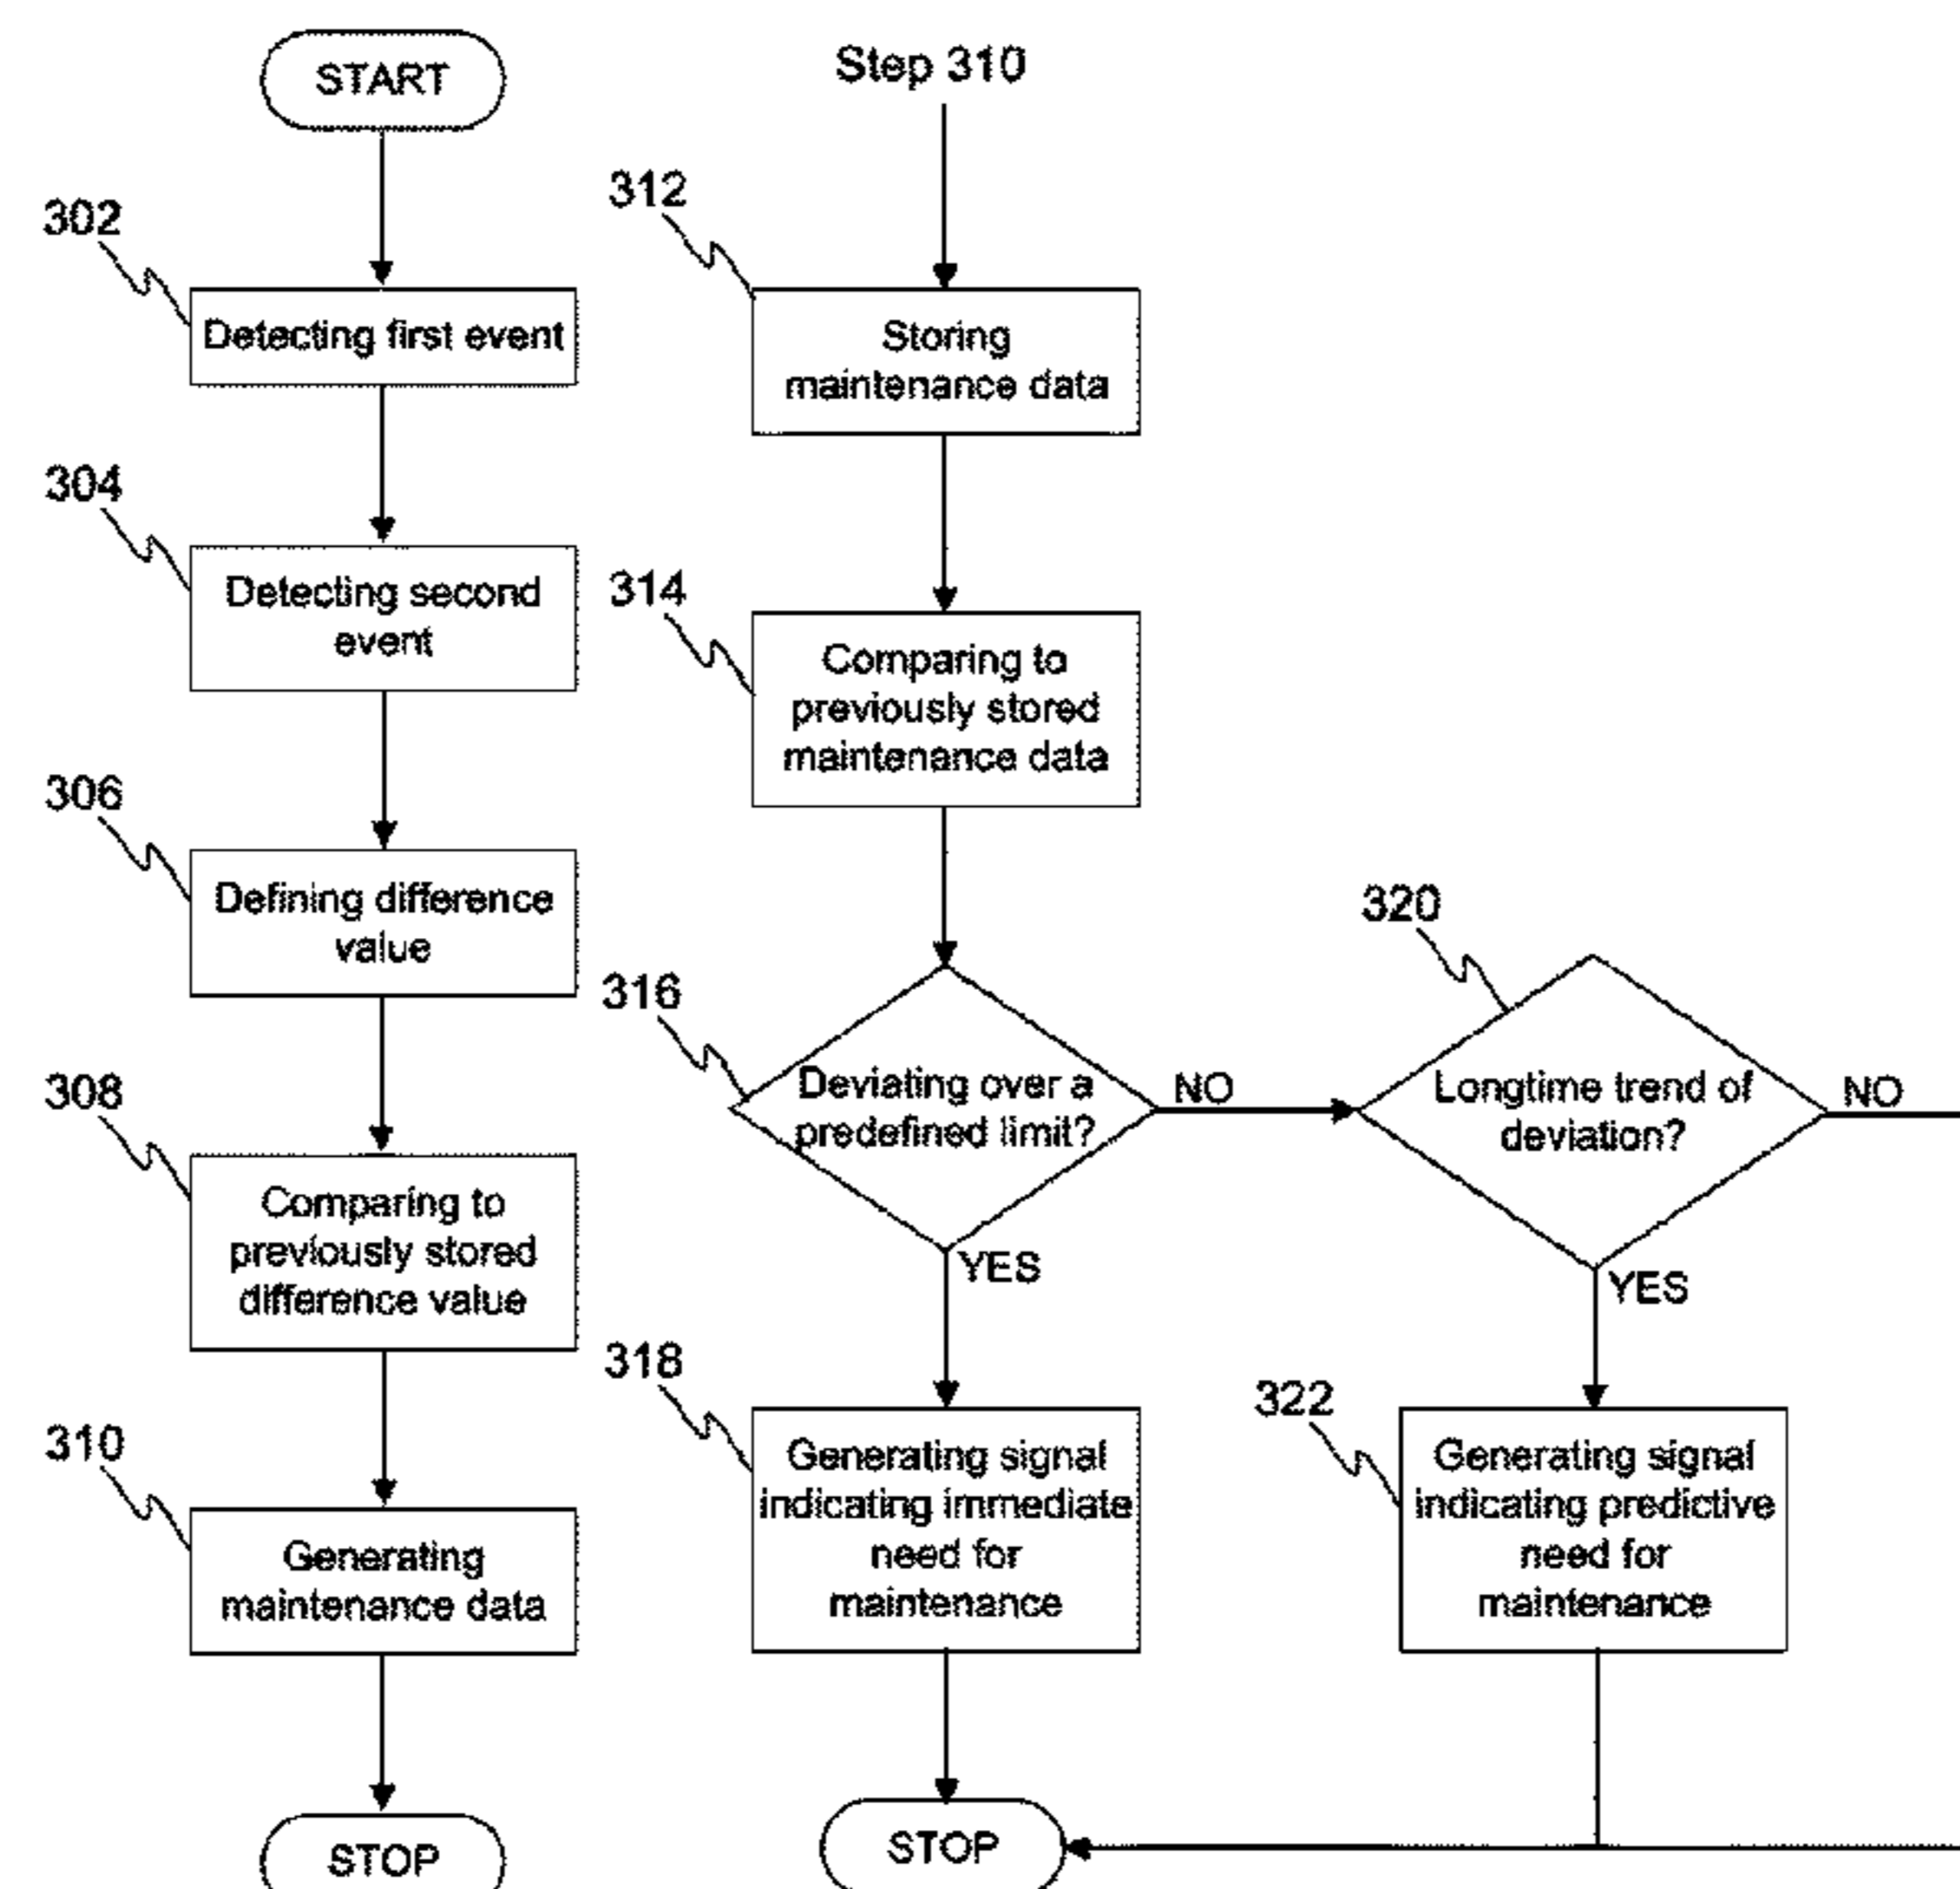 START
302
Detecting first event
304
Detecting second
event
306
Defining difference
value
308
Comparing to
previously stored
difference value
310
Generating
maintenance data
STOP
Step 310
312
Storing
maintenance data
314
Comparing to
previously stored
maintenance data
316
Deviating over a
predefined limit?
NO
YES
318
Generating signal
indicating immediate
need for
maintenance
STOP
320
Longtime trend of
deviation?
NO
YES
322
Generating signal
indicating predictive
need for
maintenance